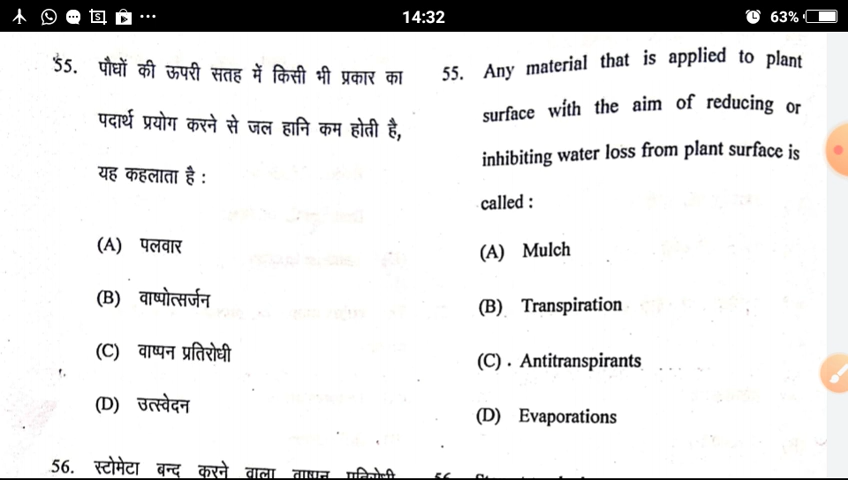 14:32
63%
55. पौधों की ऊपरी सतह में किसी भी प्रकार का
पदार्थ प्रयोग करने से जल हानि कम होती है,
यह कहलाता है :
(A) पलवार
(B) वाष्पोत्सर्जन
(C) वाष्पन प्रतिरोधी
(D) उत्स्वेदन
56. स्टोमेटा बन्द करने वाला वाष्पन प्रतिरोधी
55. Any material that is applied to plant
surface with the aim of reducing or
inhibiting water loss from plant surface is
called :
(A) Mulch
(B) Transpiration
(C) . Antitranspirants
(D) Evaporations
56.